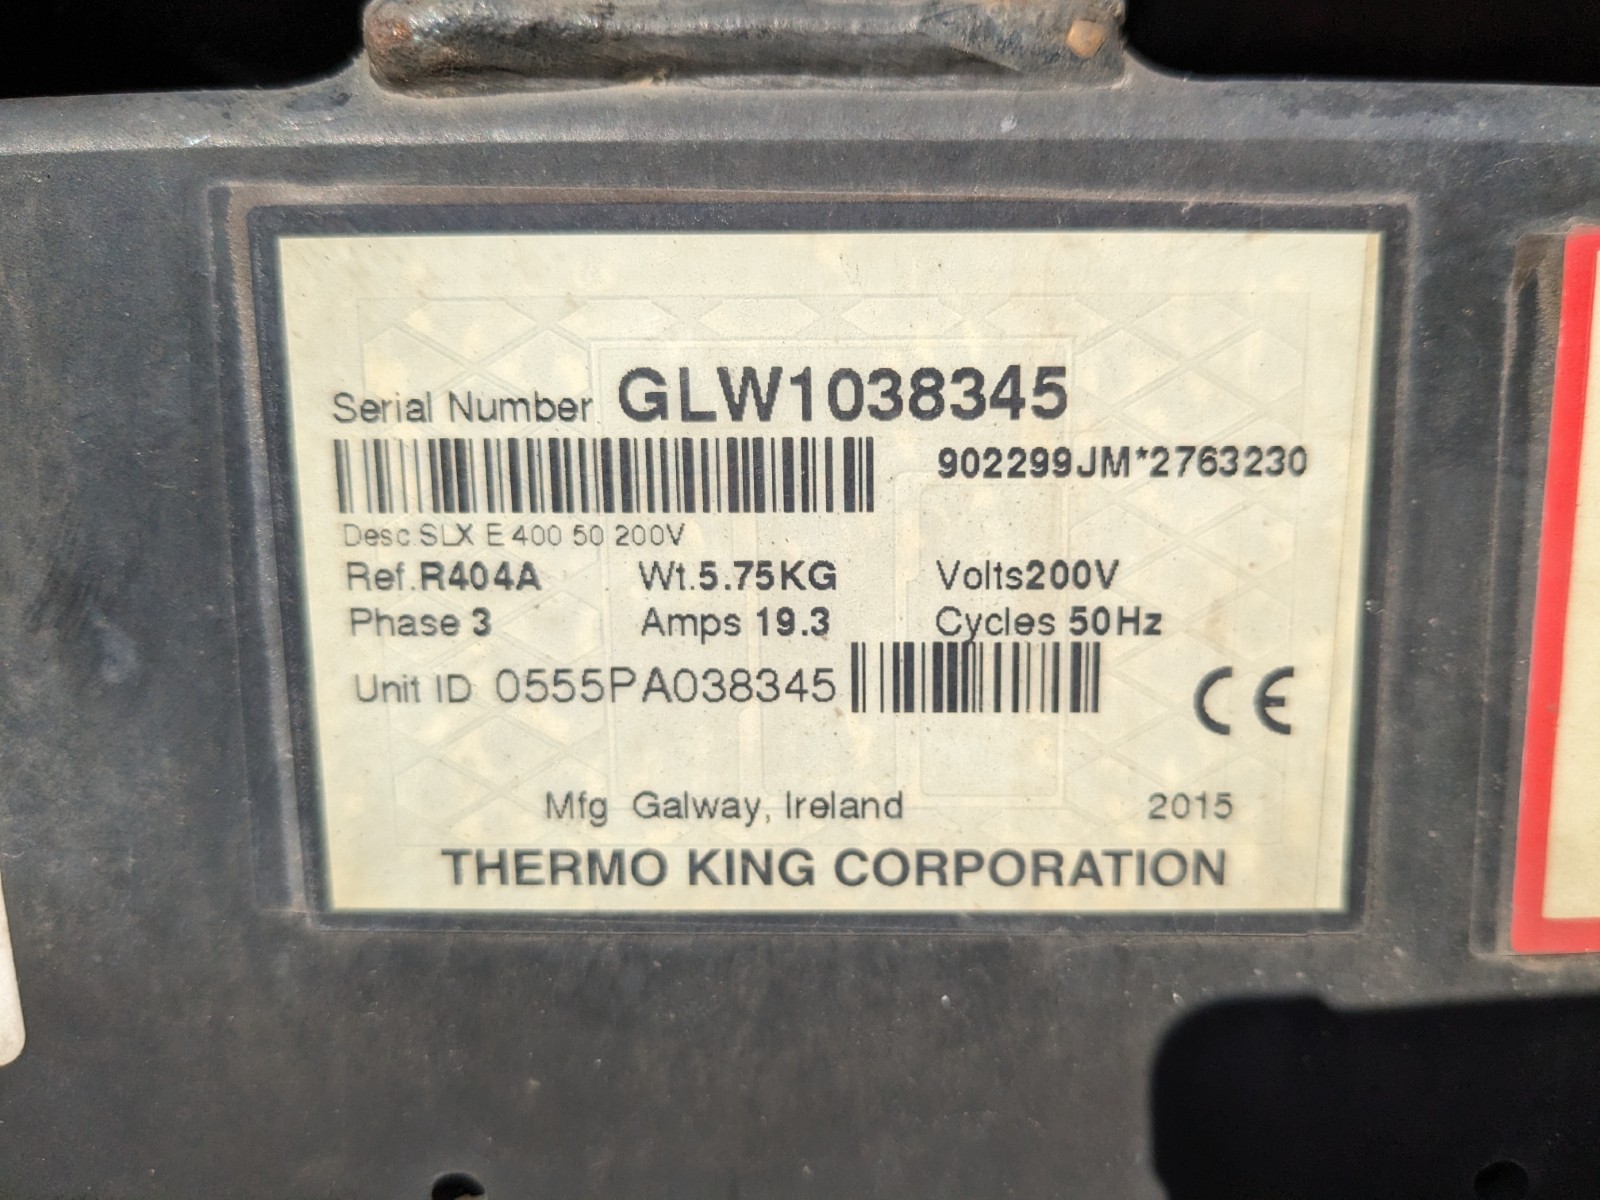 Serial Number GLW1038345
902299JM*2763230
Desc.SLX E 400 50 200V
Ref.R404A Wt.5.75KG Volts200V
Phase 3 Amps 19.3 Cycles 50Hz
Unit ID 0555PA038345
CE
Mfg Galway, Ireland 2015
THERMO KING CORPORATION